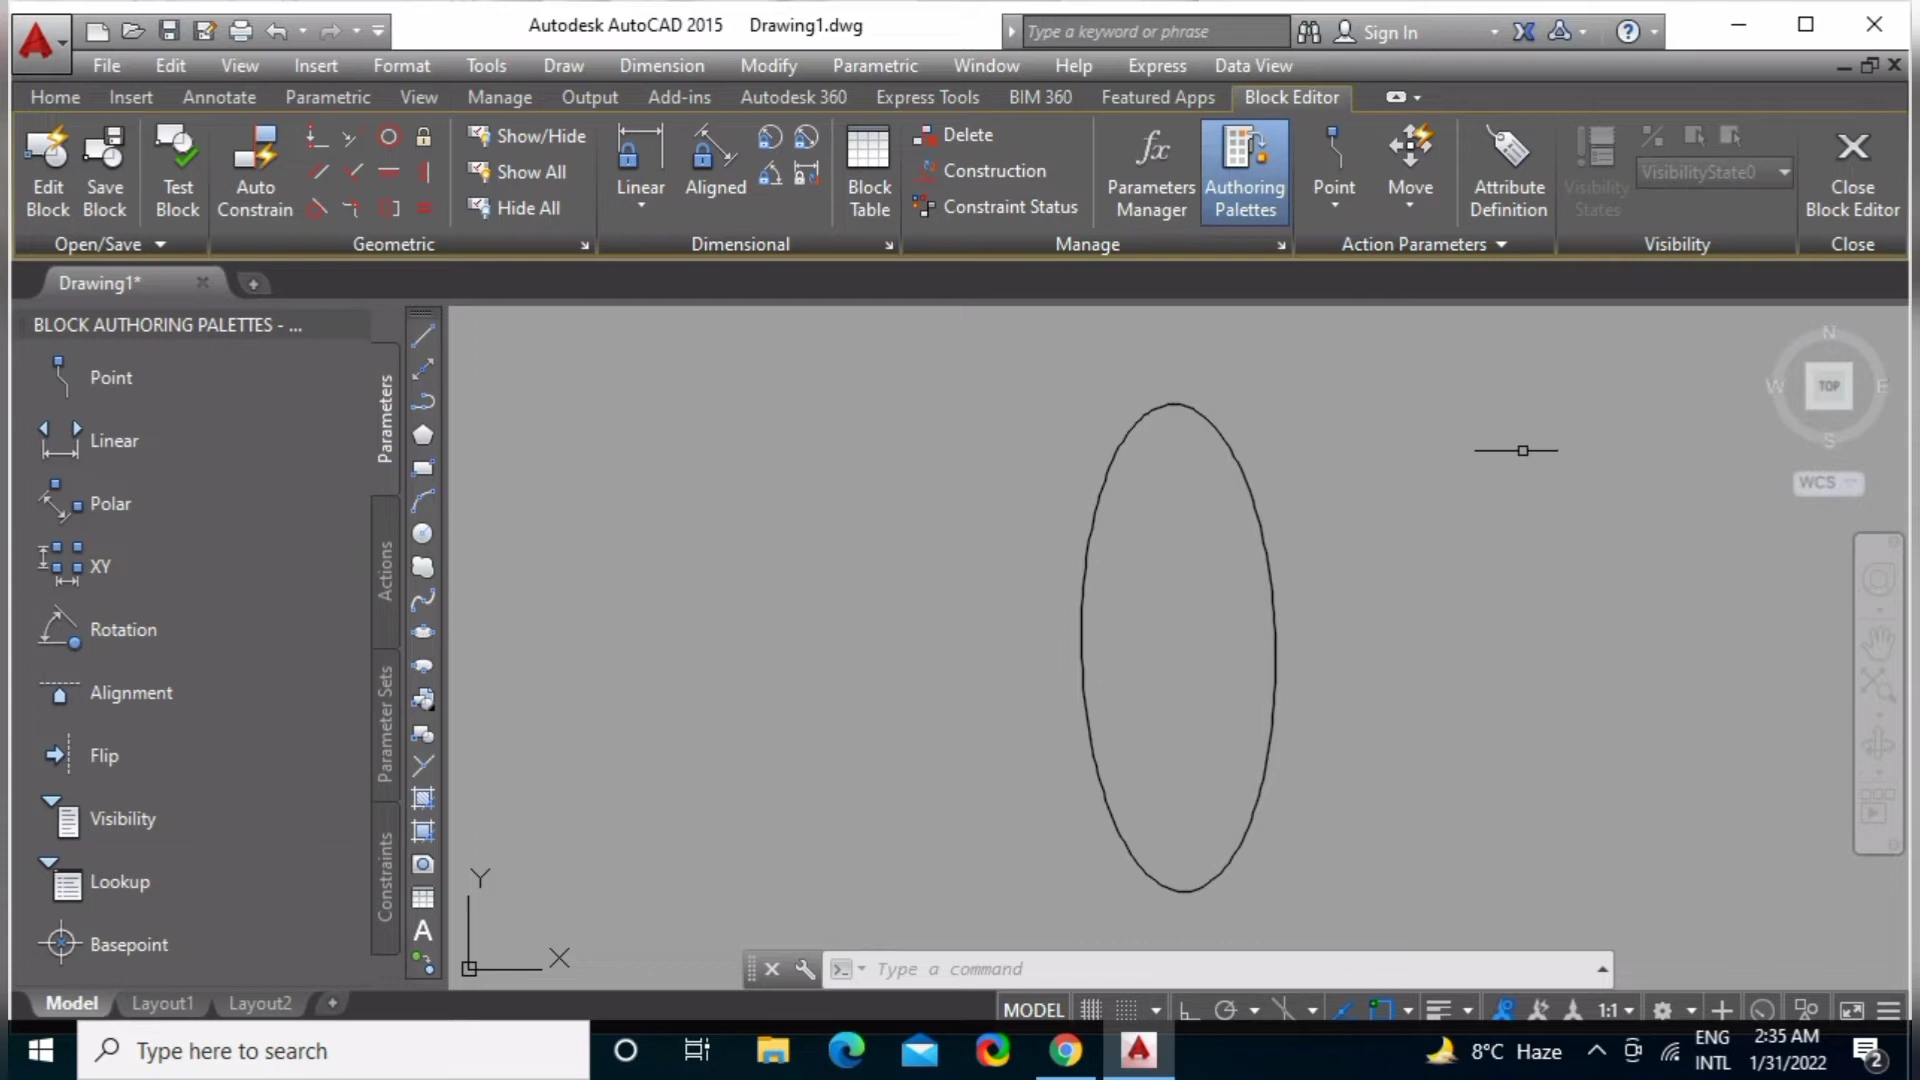 Autodesk AutoCAD 2015 Drawing1.dwg
Type a keyword or phrase
Sign In
File Edit View Insert Format Tools Draw Dimension Modify Parametric Window Help Express Data View
Home Insert Annotate Parametric View Manage Output Add-ins Autodesk 360 Express Tools BIM 360 Featured Apps Block Editor
Edit Block
Save Block
Test Block
Open/Save
Auto Constrain
Geometric
Show/Hide
Show All
Hide All
Linear
Aligned
Dimensional
Block Table
Delete
Construction
Constraint Status
Parameters Manager
Authoring Palettes
Manage
fx
Point
Move
Attribute Definition
Action Parameters
Visibility States
VisibilityState0
Visibility
Close Block Editor
Close
Drawing1*
BLOCK AUTHORING PALETTES - ...
Point
Linear
Polar
XY
Rotation
Alignment
Flip
Visibility
Lookup
Basepoint
Parameters
Actions
Parameter Sets
Constraints
A
N
W TOP E
S
WCS
Y
X
Type a command
Model Layout1 Layout2
MODEL 1:1
Type here to search
8°C Haze
ENG
INTL
2:35 AM
1/31/2022
2